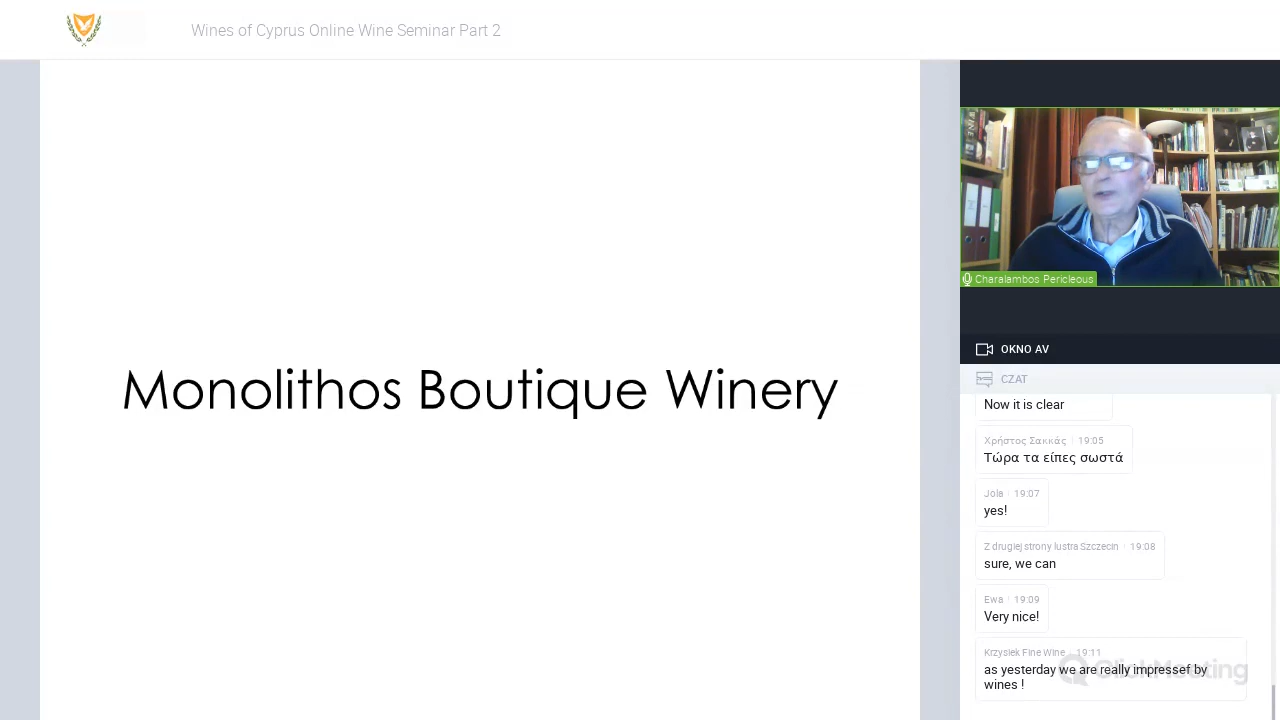 Wines of Cyprus Online Wine Seminar Part 2
Monolithos Boutique Winery
Charalambos Pericleous
OKNO AV
CZAT
Now it is clear
Χρήστος Σακκάς 19:05
Τώρα τα είπες σωστά
Jola 19:07
yes!
Z drugiej strony lustra Szczecin 19:08
sure, we can
Ewa 19:09
Very nice!
Krzysiek Fine Wine 19:11
as yesterday we are really impressef by
wines !
ClickMeeting